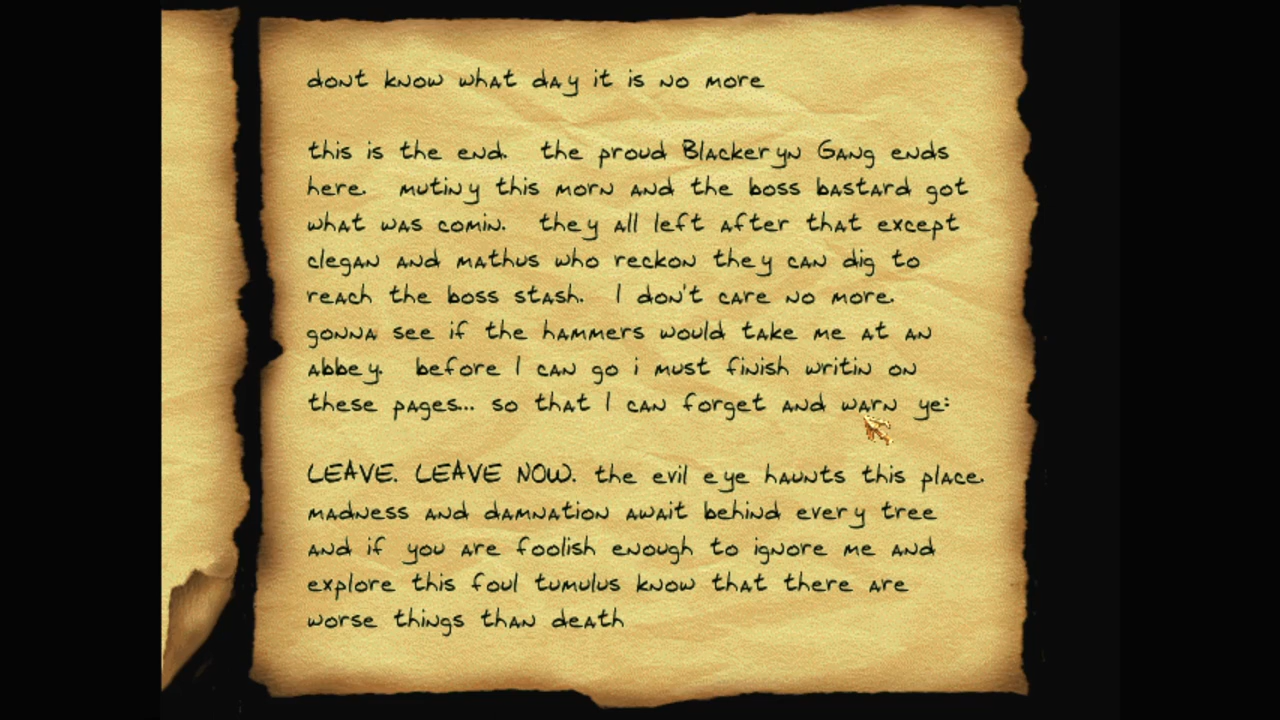 dont know what day it is no more
this is the end. the proud Blackeryn Gang ends
here. mutiny this morn and the boss bastard got
what was comin. they all left after that except
clegan and mathus who reckon they can dig to
reach the boss stash. I don't care no more.
gonna see if the hammers would take me at an
abbey. before I can go i must finish writin on
these pages... so that I can forget and warn ye:
LEAVE. LEAVE NOW. the evil eye haunts this place.
madness and damnation await behind every tree
and if you are foolish enough to ignore me and
explore this foul tumulus know that there are
worse things than death